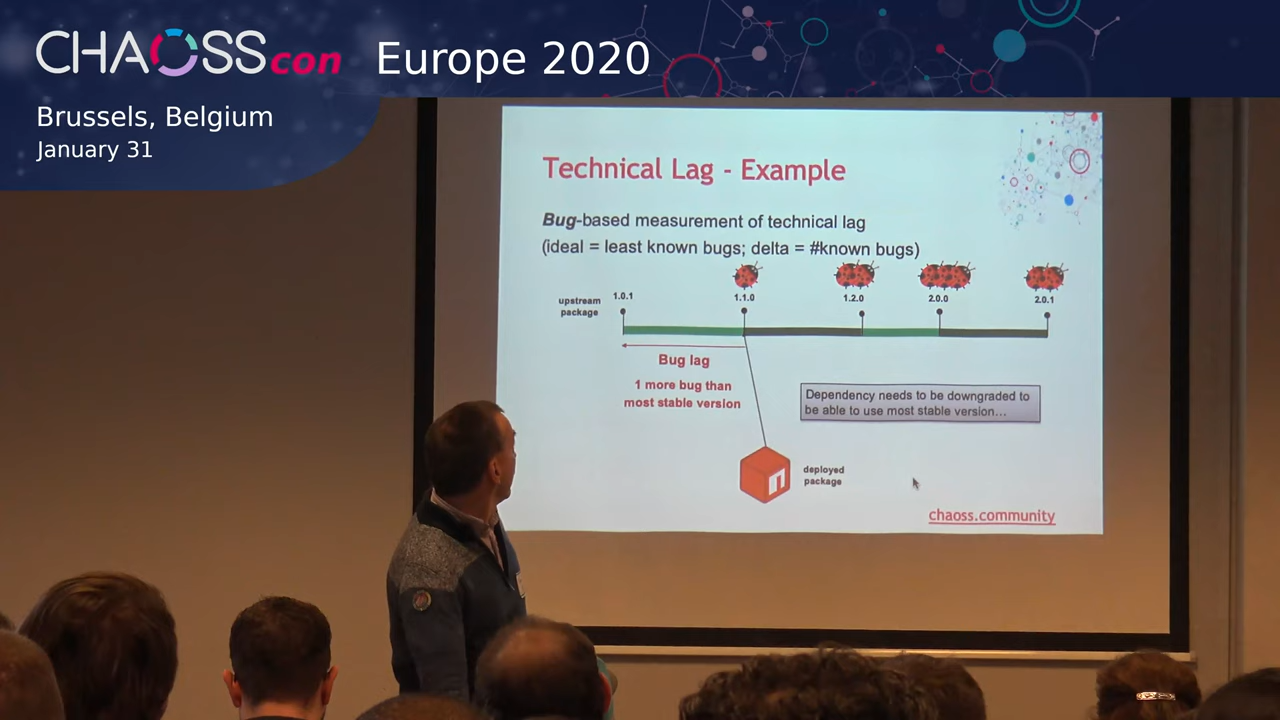 CHAOSScon Europe 2020
Brussels, Belgium
January 31
Technical Lag - Example
Bug-based measurement of technical lag
(ideal = least known bugs; delta = #known bugs)
upstream
package
1.0.1
1.1.0
1.2.0
2.0.0
2.0.1
Bug lag
1 more bug than
most stable version
Dependency needs to be downgraded to
be able to use most stable version...
n
deployed
package
chaoss.community